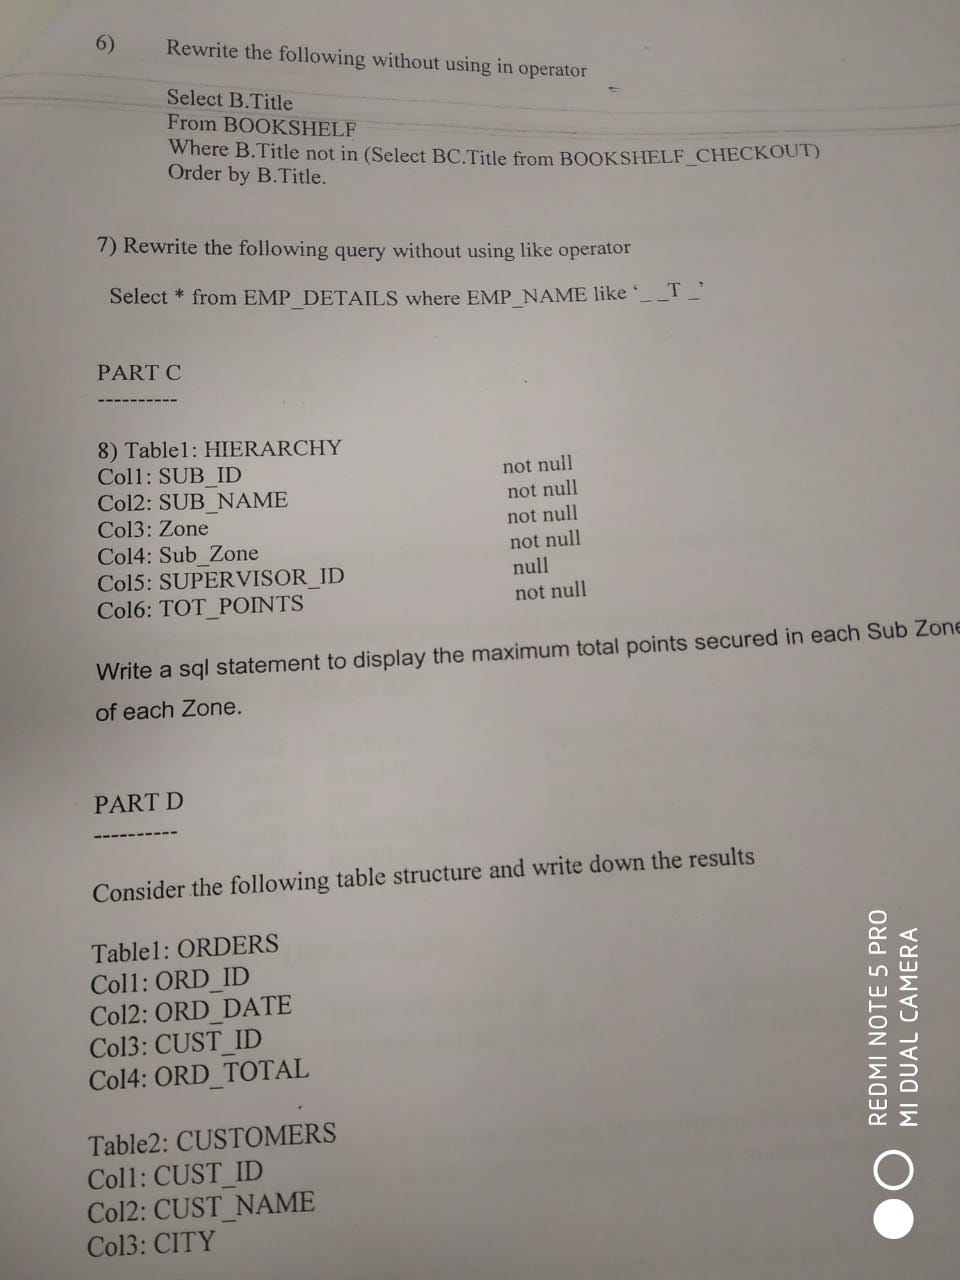 6) Rewrite the following without using in operator
Select B.Title
From BOOKSHELF
Where B.Title not in (Select BC.Title from BOOKSHELF_CHECKOUT)
Order by B.Title.
7) Rewrite the following query without using like operator
Select * from EMP_DETAILS where EMP_NAME like ‘_ _T _’
PART C
----------
8) Table1: HIERARCHY
Col1: SUB_ID not null
Col2: SUB_NAME not null
Col3: Zone not null
Col4: Sub_Zone not null
Col5: SUPERVISOR_ID null
Col6: TOT_POINTS not null
Write a sql statement to display the maximum total points secured in each Sub Zone
of each Zone.
PART D
----------
Consider the following table structure and write down the results
Table1: ORDERS
Col1: ORD_ID
Col2: ORD_DATE
Col3: CUST_ID
Col4: ORD_TOTAL
Table2: CUSTOMERS
Col1: CUST_ID
Col2: CUST_NAME
Col3: CITY
REDMI NOTE 5 PRO
MI DUAL CAMERA